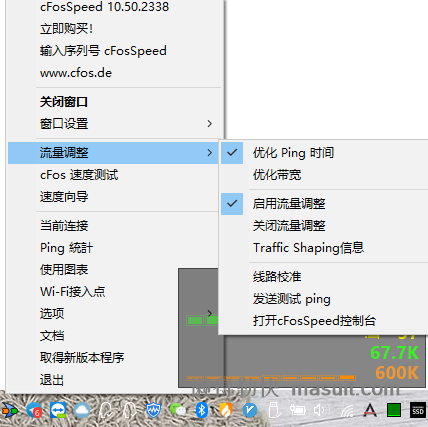 cFosSpeed 10.50.2338
立即购买!
输入序列号 cFosSpeed
www.cfos.de
关闭窗口
窗口设置
流量调整
cFos 速度测试
速度向导
当前连接
Ping 統計
使用图表
Wi-Fi接入点
选项
文档
取得新版本程序
退出
优化 Ping 时间
优化带宽
启用流量调整
关闭流量调整
Traffic Shaping信息
线路校准
发送测试 ping
打开cFosSpeed控制台
67.7K
600K
masuit.com
6
SSD